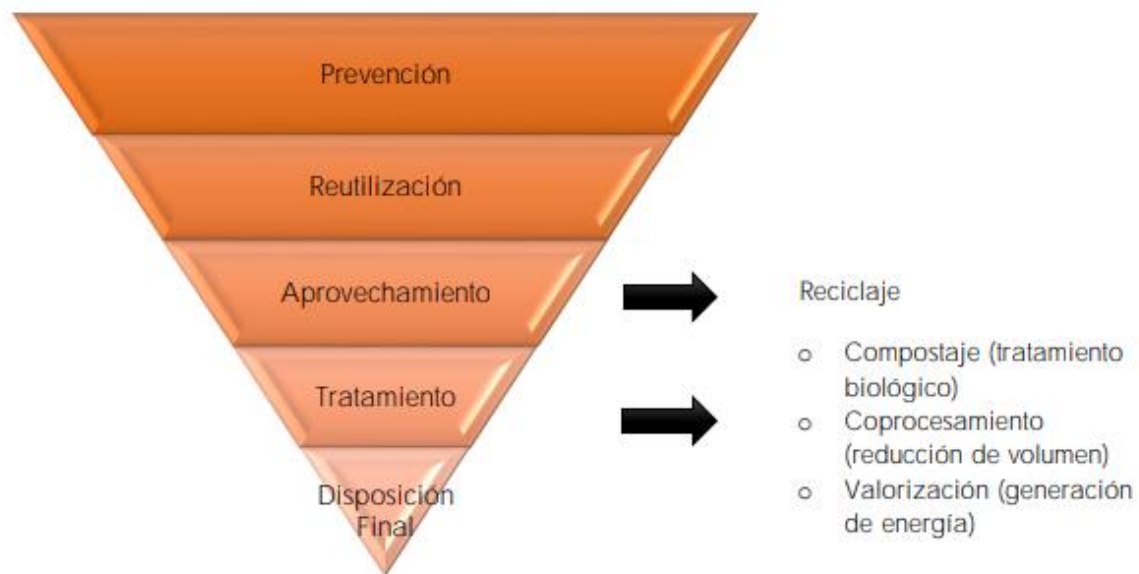 Prevención
Reutilización
Aprovechamiento
Reciclaje
Tratamiento
o Compostaje (tratamiento
biológico)
o Coprocesamiento
(reducción de volumen)
o Valorización (generación
de energía)
Disposición
Final